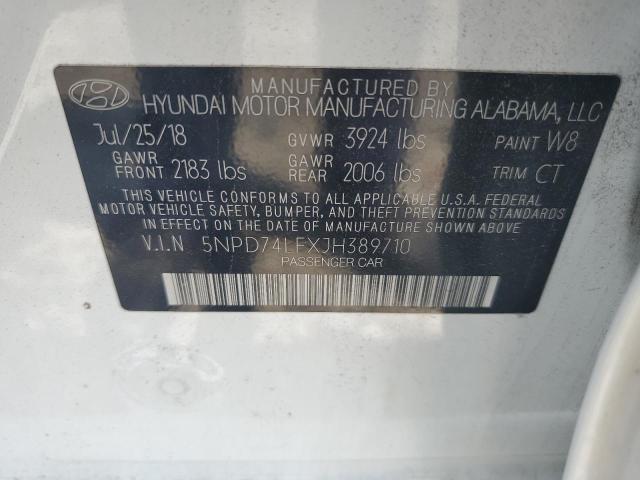 MANUFACTURED BY
HYUNDAI MOTOR MANUFACTURING ALABAMA, LLC
Jul/25/18 GVWR 3924 lbs PAINT W8
GAWR FRONT 2183 lbs GAWR REAR 2006 lbs TRIM CT
THIS VEHICLE CONFORMS TO ALL APPLICABLE U.S.A. FEDERAL
MOTOR VEHICLE SAFETY, BUMPER, AND THEFT PREVENTION STANDARDS
IN EFFECT ON THE DATE OF MANUFACTURE SHOWN ABOVE
V.I.N 5NPD74LFXJH389710
PASSENGER CAR